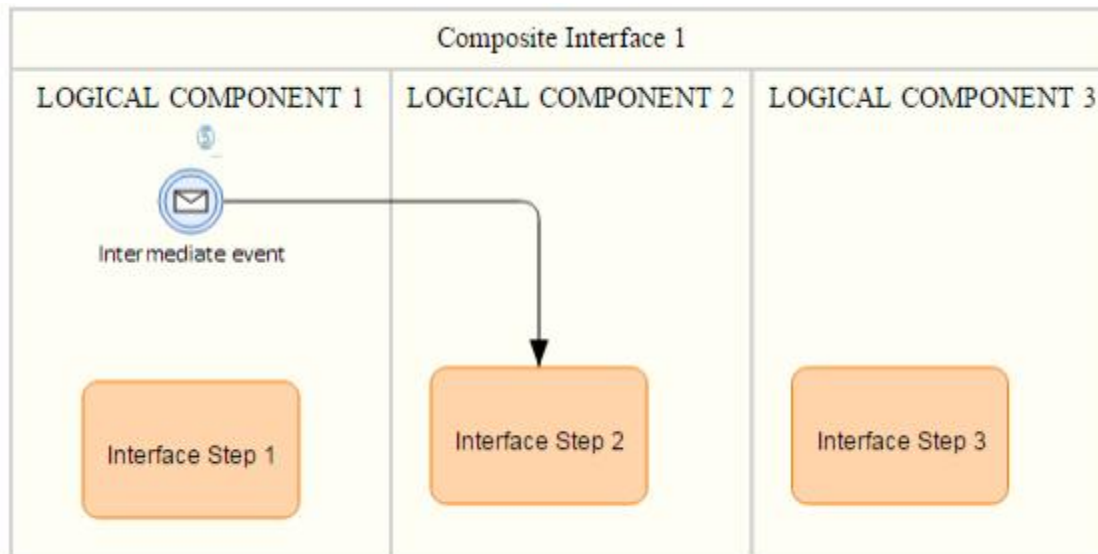 Composite Interface 1
LOGICAL COMPONENT 1
LOGICAL COMPONENT 2
LOGICAL COMPONENT 3
Intermediate event
Interface Step 1
Interface Step 2
Interface Step 3